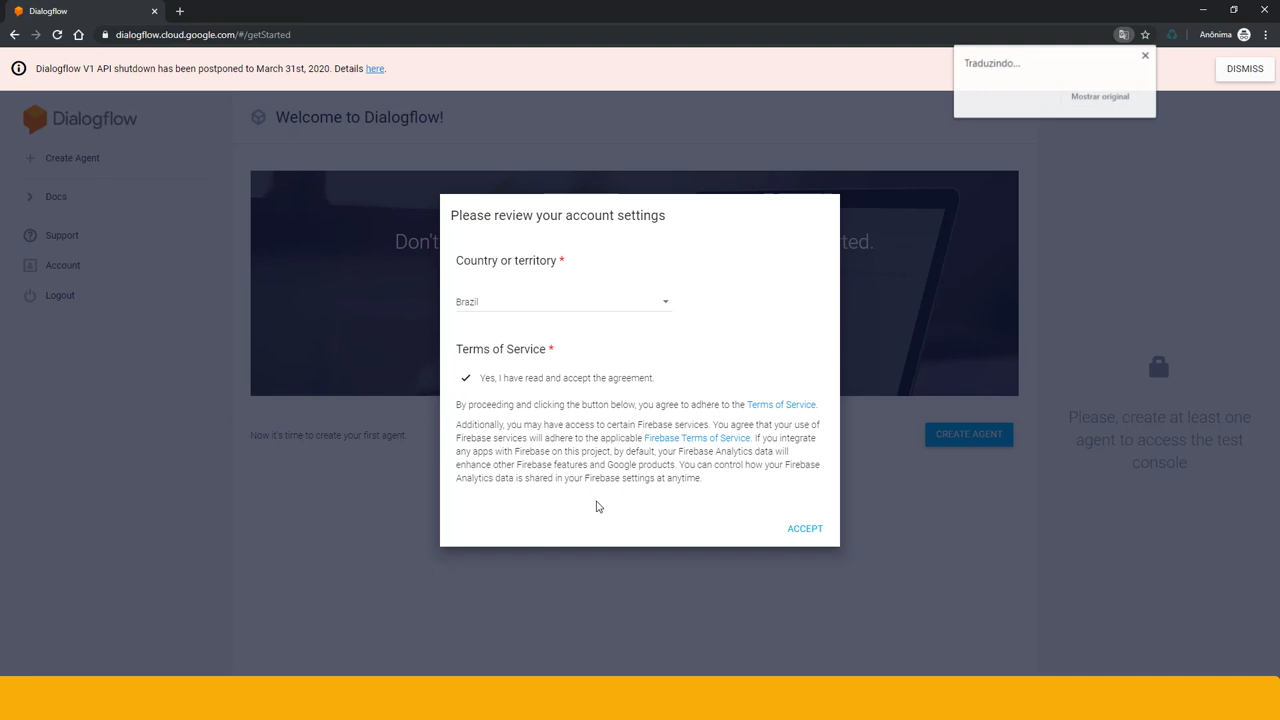 Dialogflow
dialogflow.cloud.google.com/#/getStarted
Anônima
Dialogflow V1 API shutdown has been postponed to March 31st, 2020. Details here.
Traduzindo...
Mostrar original
DISMISS
Dialogflow
Create Agent
Docs
Support
Account
Logout
Welcome to Dialogflow!
Don't
ted.
Please review your account settings
Country or territory *
Brazil
Terms of Service *
Yes, I have read and accept the agreement.
By proceeding and clicking the button below, you agree to adhere to the Terms of Service.
Additionally, you may have access to certain Firebase services. You agree that your use of
Firebase services will adhere to the applicable Firebase Terms of Service. If you integrate
any apps with Firebase on this project, by default, your Firebase Analytics data will
enhance other Firebase features and Google products. You can control how your Firebase
Analytics data is shared in your Firebase settings at anytime.
ACCEPT
Now it's time to create your first agent.
CREATE AGENT
Please, create at least one
agent to access the test
console